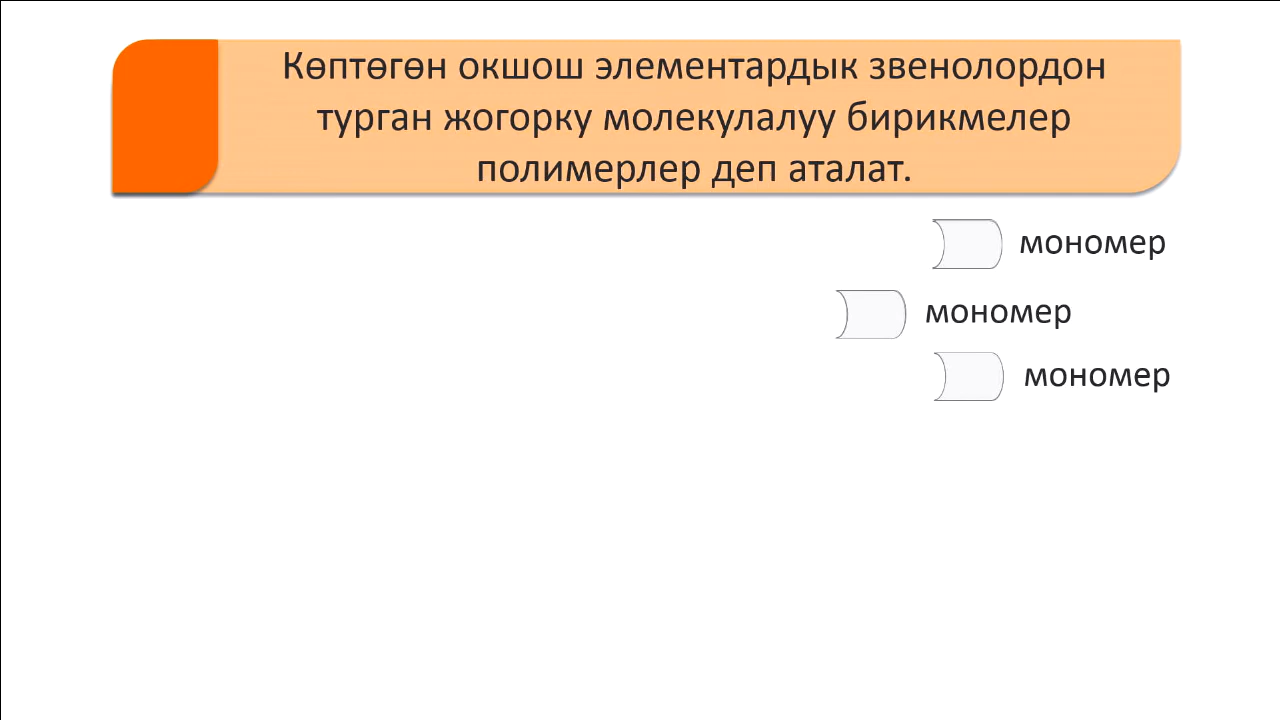 Көптөгөн окшош элементардык звенолордон
турган жогорку молекулалуу бирикмелер
полимерлер деп аталат.
мономер
мономер
мономер